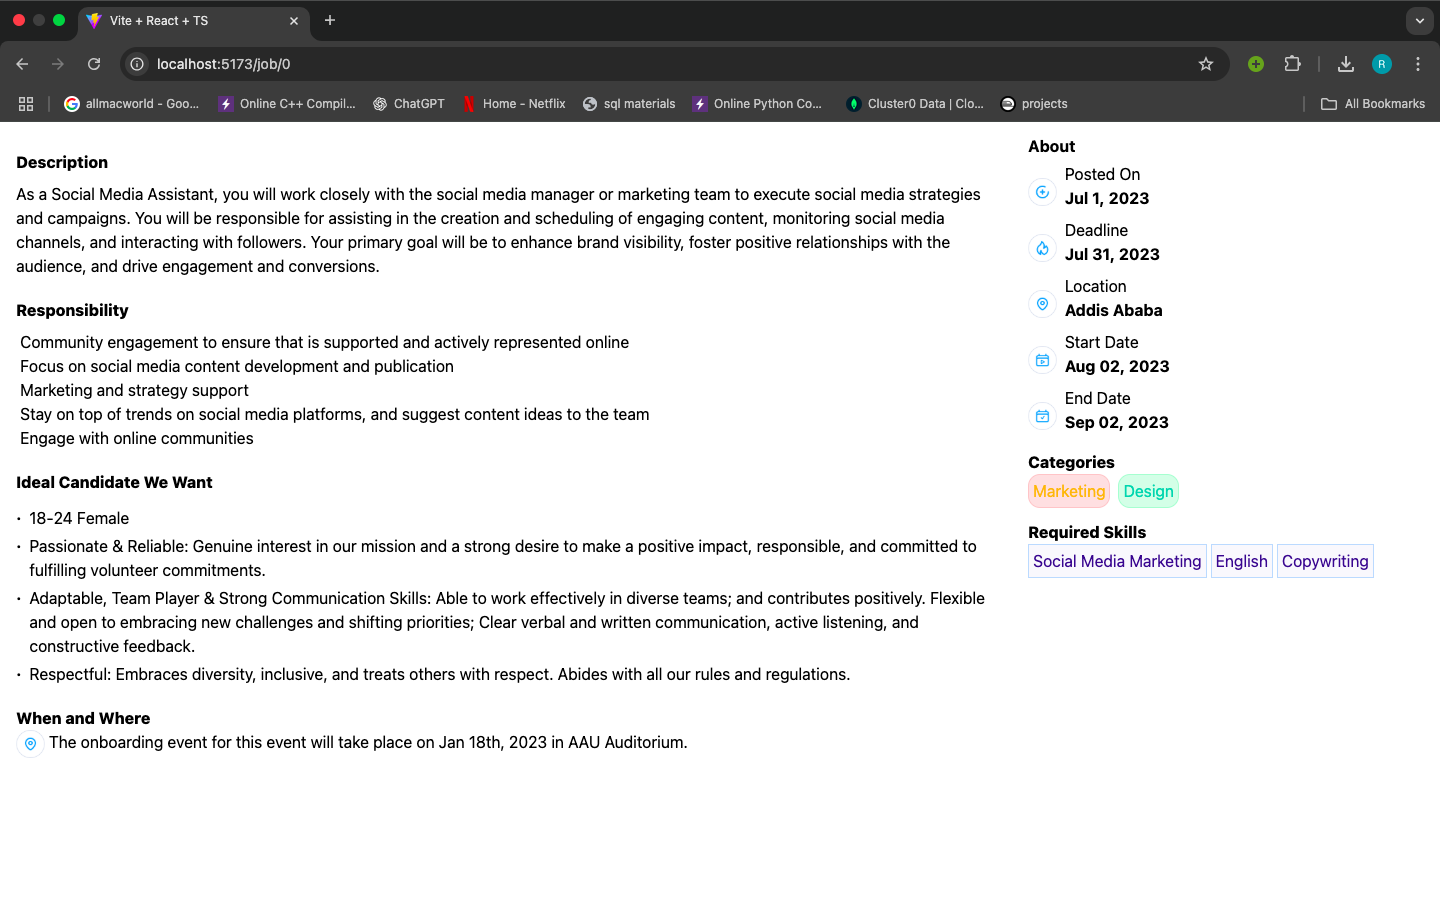 Vite + React + TS
localhost:5173/job/0
allmacworld - Goo...
Online C++ Compil...
ChatGPT
Home - Netflix
sql materials
Online Python Co...
Cluster0 Data | Clo...
projects
All Bookmarks
R
Description
As a Social Media Assistant, you will work closely with the social media manager or marketing team to execute social media strategies
and campaigns. You will be responsible for assisting in the creation and scheduling of engaging content, monitoring social media
channels, and interacting with followers. Your primary goal will be to enhance brand visibility, foster positive relationships with the
audience, and drive engagement and conversions.
Responsibility
Community engagement to ensure that is supported and actively represented online
Focus on social media content development and publication
Marketing and strategy support
Stay on top of trends on social media platforms, and suggest content ideas to the team
Engage with online communities
Ideal Candidate We Want
· 18-24 Female
· Passionate & Reliable: Genuine interest in our mission and a strong desire to make a positive impact, responsible, and committed to
fulfilling volunteer commitments.
· Adaptable, Team Player & Strong Communication Skills: Able to work effectively in diverse teams; and contributes positively. Flexible
and open to embracing new challenges and shifting priorities; Clear verbal and written communication, active listening, and
constructive feedback.
· Respectful: Embraces diversity, inclusive, and treats others with respect. Abides with all our rules and regulations.
When and Where
The onboarding event for this event will take place on Jan 18th, 2023 in AAU Auditorium.
About
Posted On
Jul 1, 2023
Deadline
Jul 31, 2023
Location
Addis Ababa
Start Date
Aug 02, 2023
End Date
Sep 02, 2023
Categories
Marketing Design
Required Skills
Social Media Marketing English Copywriting